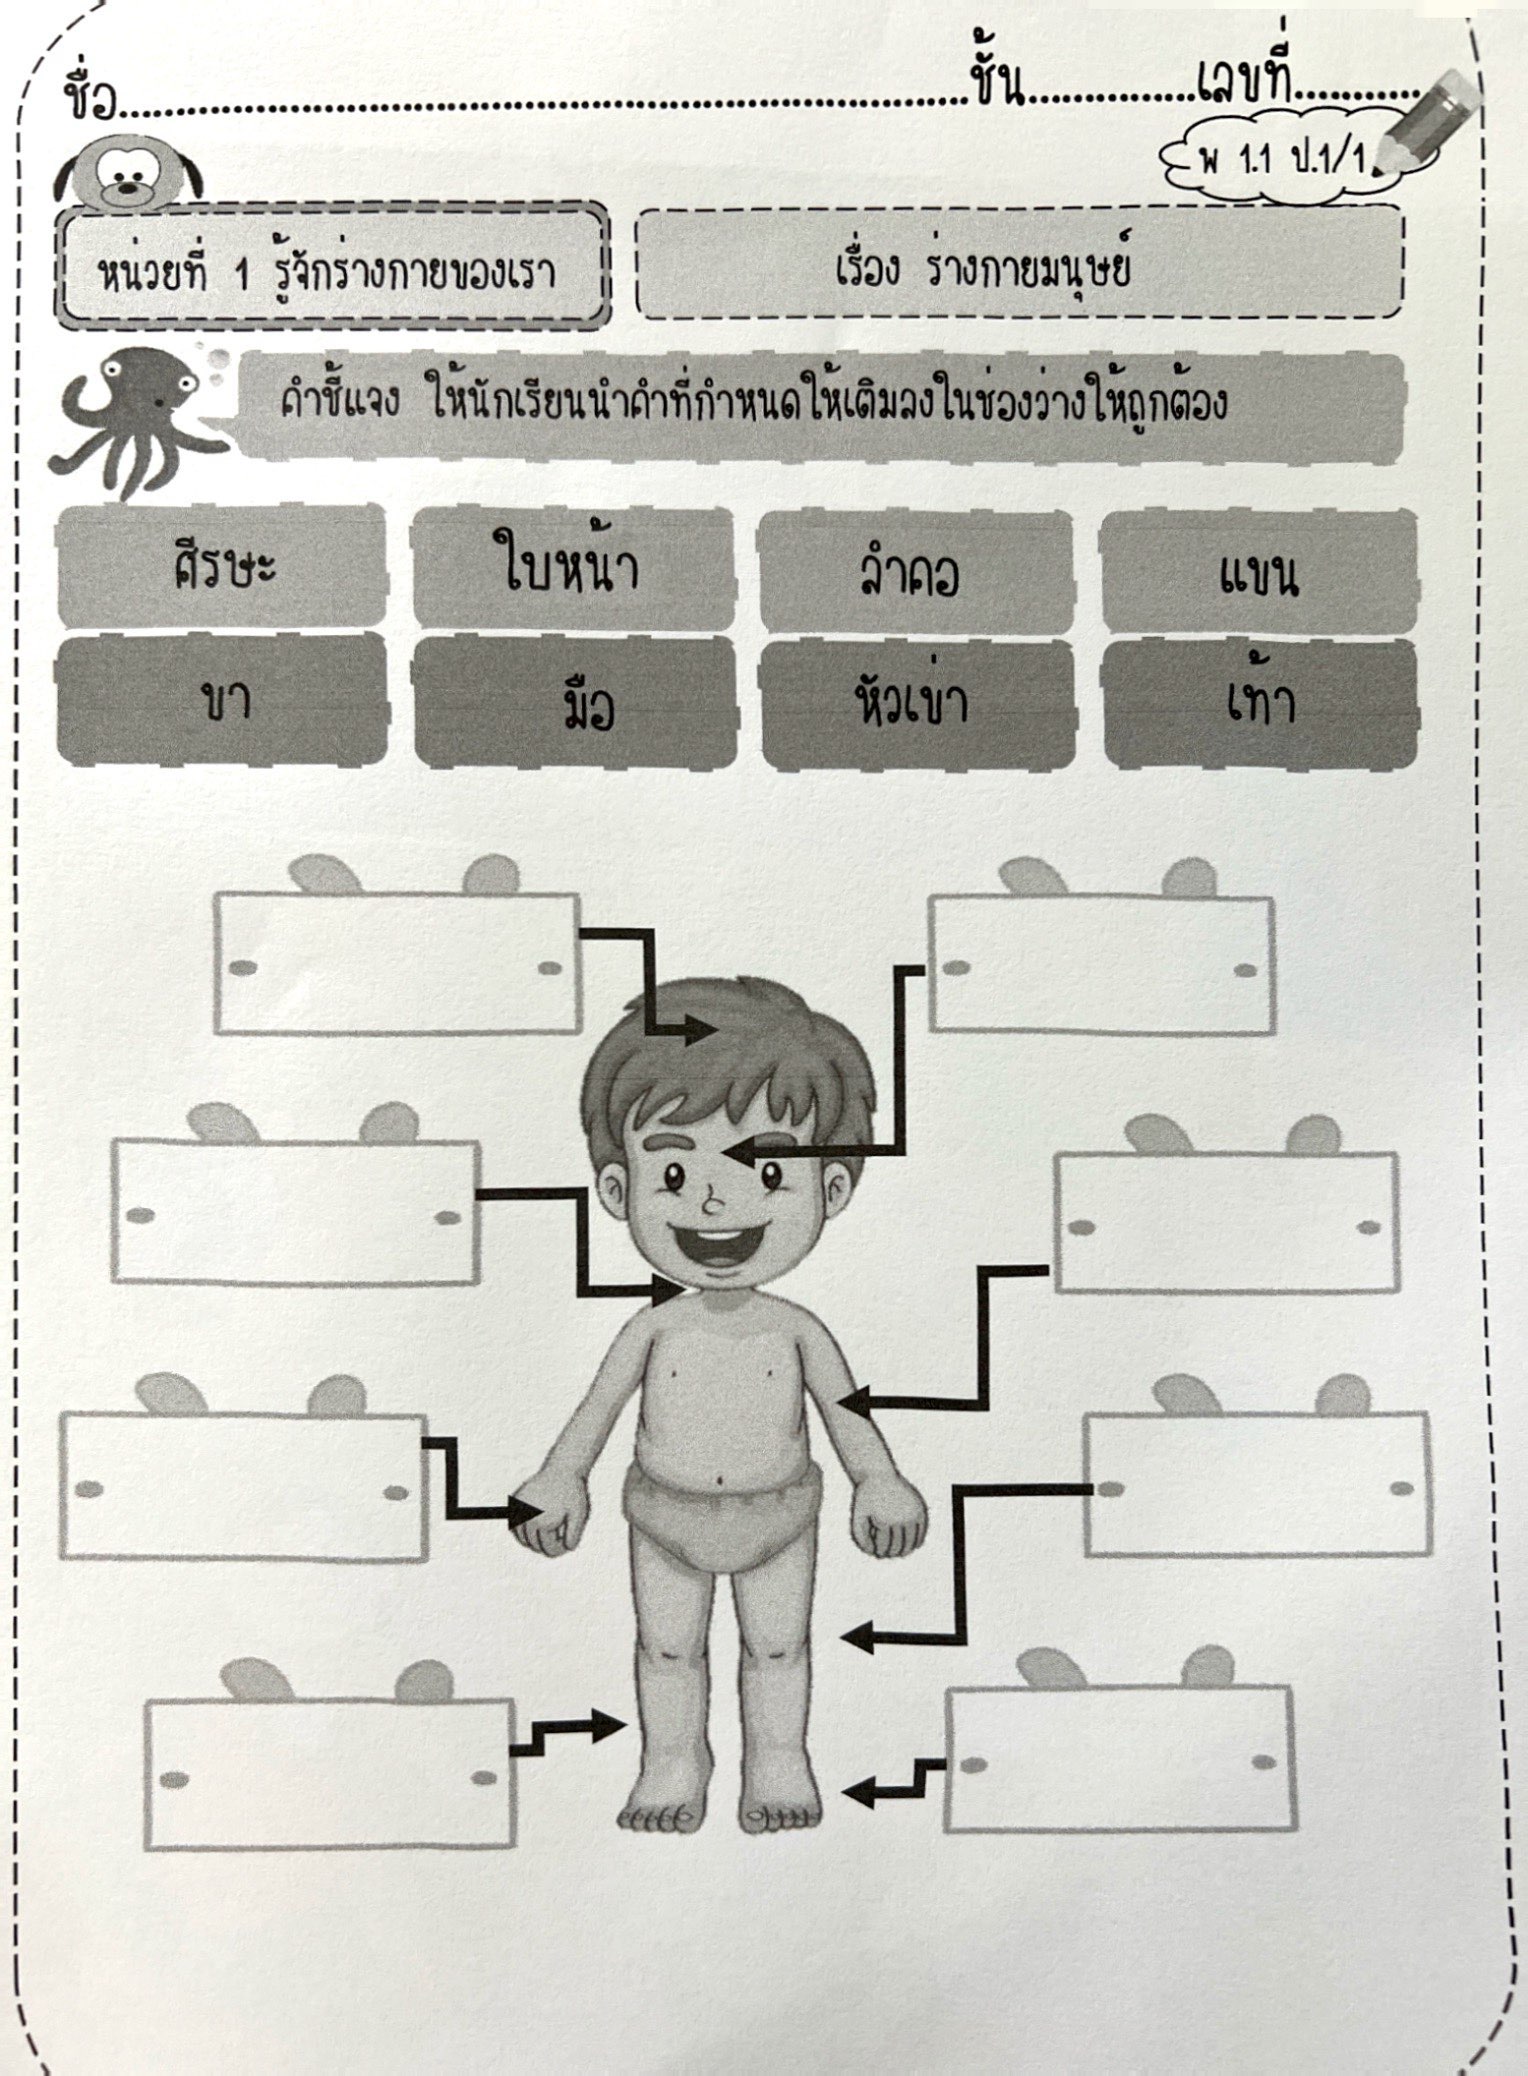 ชื่อ..........................................................................ชั้น...............เลขที่...........
พ 1.1 ป.1/1
หน่วยที่ 1 รู้จักร่างกายของเรา
เรื่อง ร่างกายมนุษย์
คำชี้แจง ให้นักเรียนนำคำที่กำหนดให้เติมลงในช่องว่างให้ถูกต้อง
ศีรษะ ใบหน้า ลำคอ แขน
ขา มือ หัวเข่า เท้า